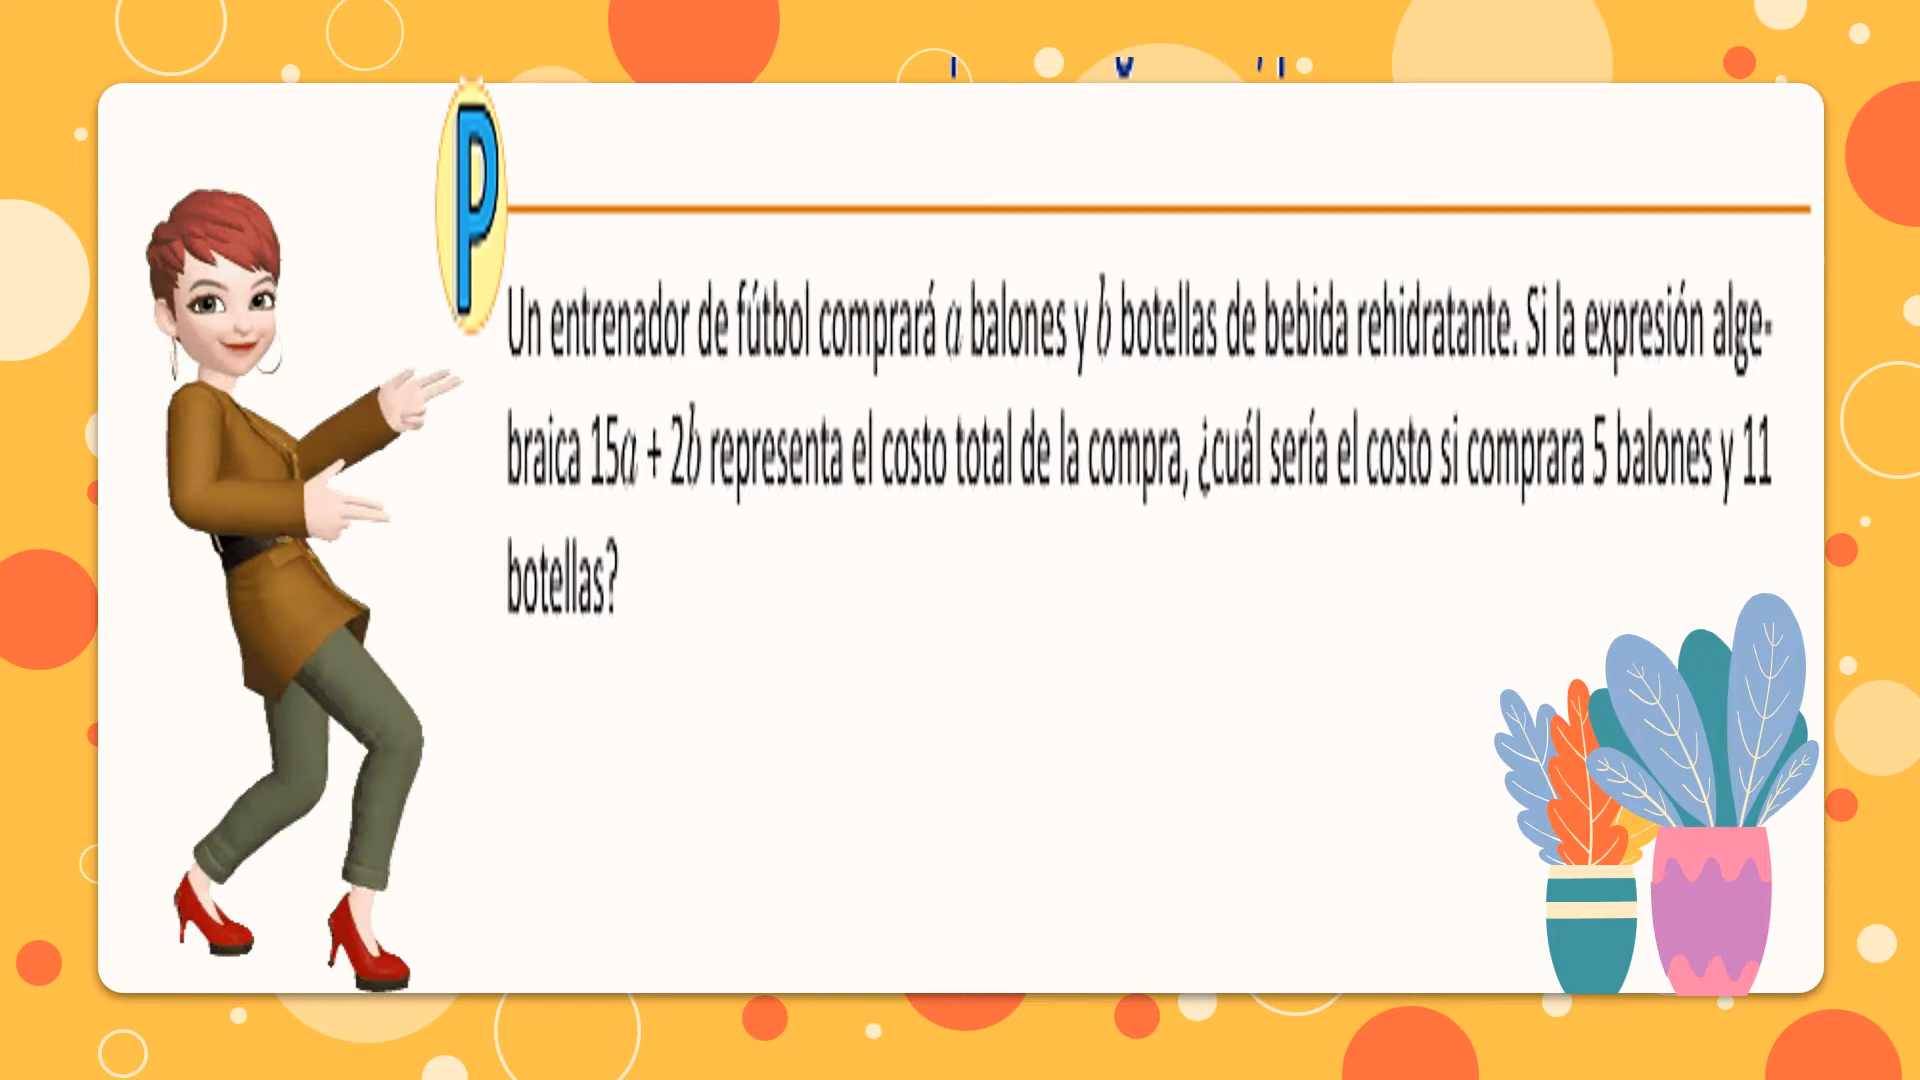 P
Un entrenador de fútbol comprará a balones y b botellas de bebida rehidratante. Si la expresión alge-
braica 15a + 2b representa el costo total de la compra, ¿cuál sería el costo si comprara 5 balones y 11
botellas?